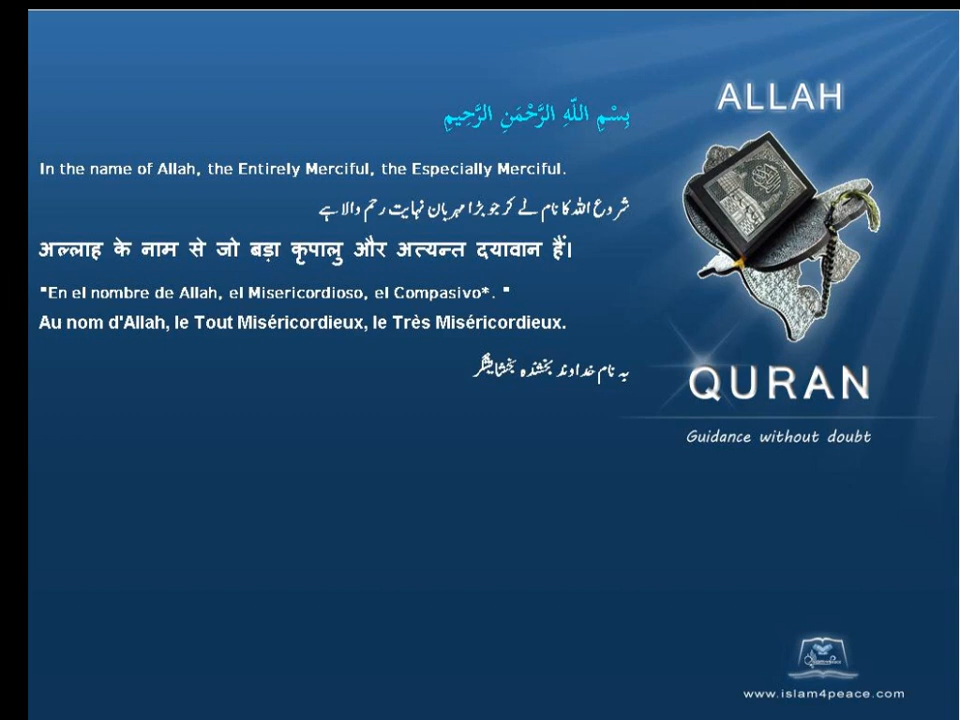 بِسْمِ اللّهِ الرَّحْمَنِ الرَّحِيمِ
In the name of Allah, the Entirely Merciful, the Especially Merciful.
شروع الله کا نام لے کر جو بڑا مہربان نہایت رحم والا ہے
अल्लाह के नाम से जो बड़ा कृपालु और अत्यन्त दयावान हैं।
"En el nombre de Allah, el Misericordioso, el Compasivo*. "
Au nom d'Allah, le Tout Miséricordieux, le Très Miséricordieux.
به نام خداوند بخشنده بخشایشگر
ALLAH
QURAN
Guidance without doubt
www.islam4peace.com